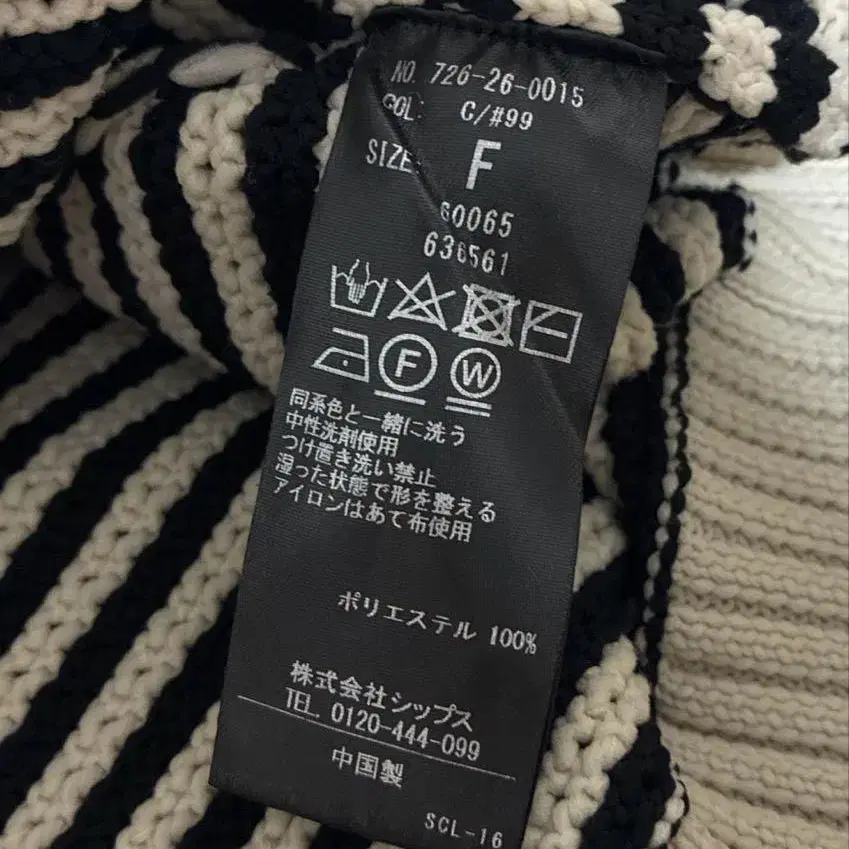 NO. 726-26-0015
COL: C/#99
SIZE F
60065
636561
F W
同系色と一緒に洗う
中性洗剤使用
つけ置き洗い禁止
湿った状態で形を整える
アイロンはあて布使用
ポリエステル 100%
株式会社シップス
TEL. 0120-444-099
中国製
SCL-16